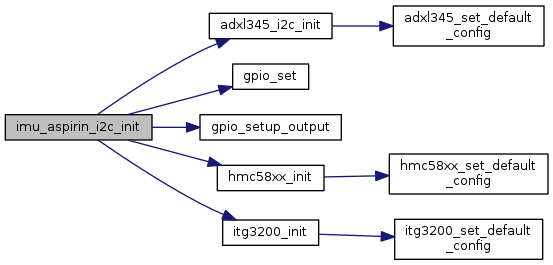 imu_aspirin_i2c_init
adxl345_i2c_init
adxl345_set_default
_config
gpio_set
gpio_setup_output
hmc58xx_init
hmc58xx_set_default
_config
itg3200_init
itg3200_set_default
_config